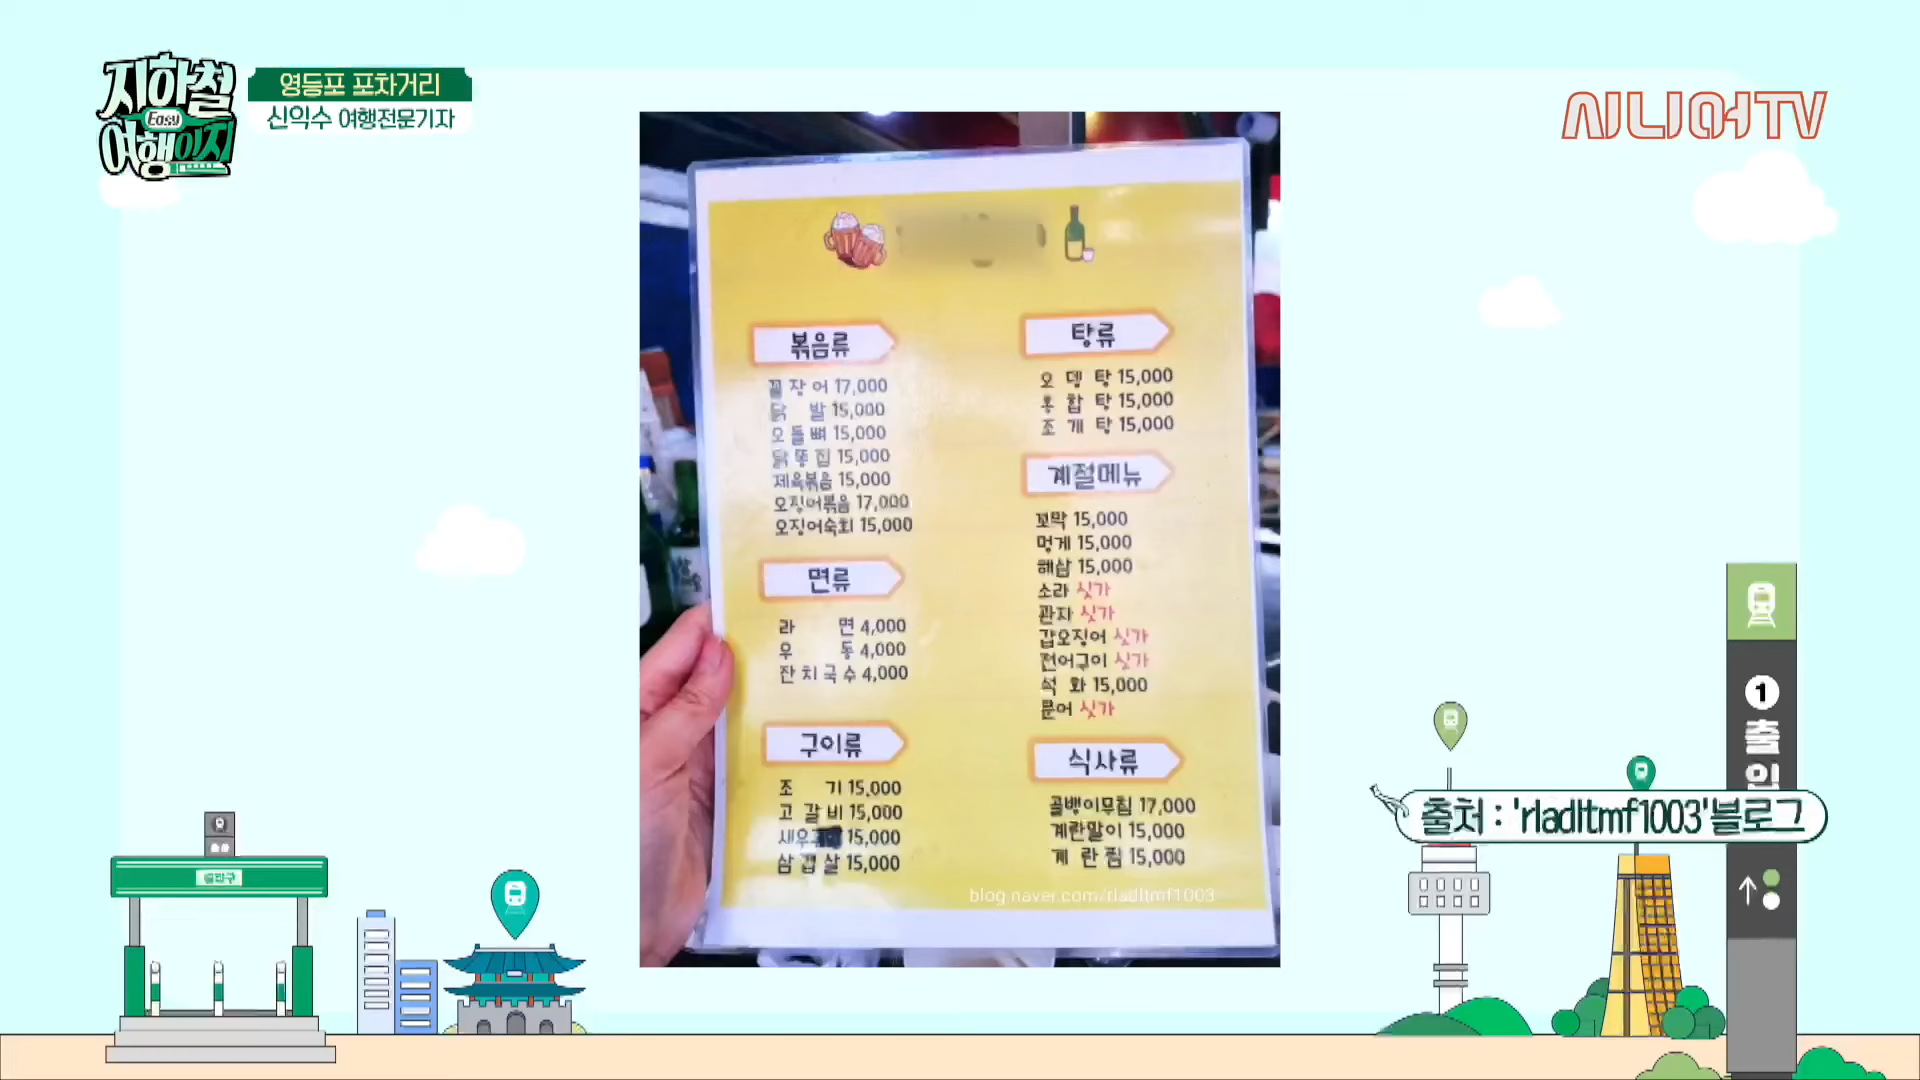 지하철
Easy
여행이지
영등포 포차거리
신익수 여행전문기자
시니어TV
볶음류
꼴장어 17,000
닭 발 15,000
오돌뼈 15,000
닭똥집 15,000
제육볶음 15,000
오징어볶음 17,000
오징어숙회 15,000
면류
라 면 4,000
우 동 4,000
잔치국수 4,000
구이류
조 기 15,000
고 갈 비 15,000
새우 15,000
삼 겹 살 15,000
탕류
오 뎅 탕 15,000
홍 합 탕 15,000
조 개 탕 15,000
계절메뉴
꼬막 15,000
멍게 15,000
해삼 15,000
소라 싯가
관자 싯가
갑오징어 싯가
전어구이 싯가
석 화 15,000
문어 싯가
식사류
골뱅이무침 17,000
계란말이 15,000
계 란 찜 15,000
blog.naver.com/rladltmf1003
1
출처 : 'rladltmf1003'블로그